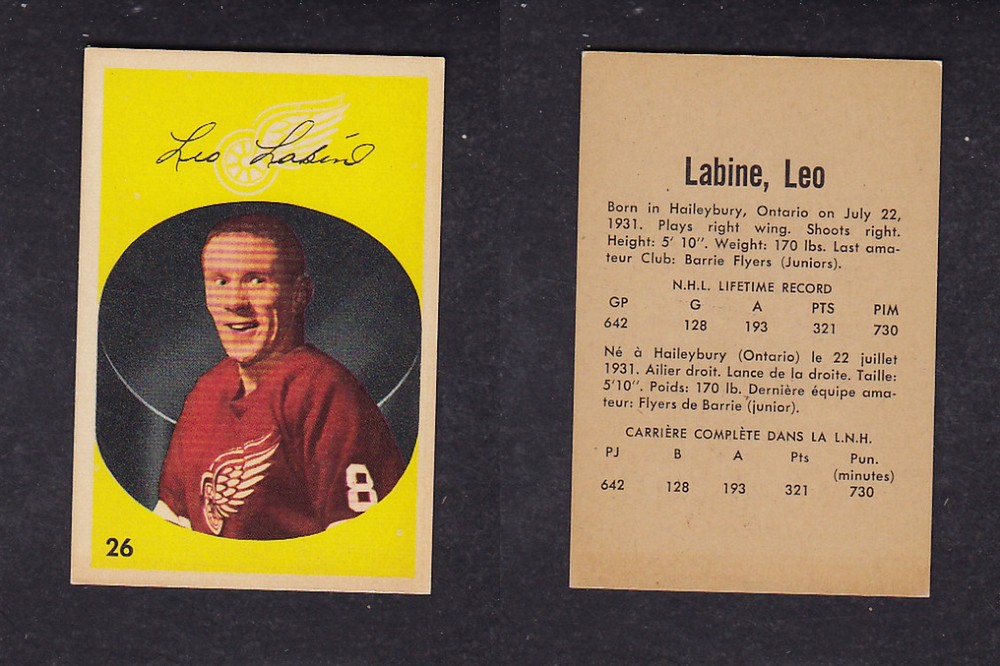 Leo Labine
8
26
Labine, Leo
Born in Haileybury, Ontario on July 22,
1931. Plays right wing. Shoots right.
Height: 5' 10". Weight: 170 lbs. Last ama-
teur Club: Barrie Flyers (Juniors).
N.H.L. LIFETIME RECORD
GP G A PTS PIM
642 128 193 321 730
Né à Haileybury (Ontario) le 22 juillet
1931. Ailier droit. Lance de la droite. Taille:
5'10". Poids: 170 lb. Dernière équipe ama-
teur: Flyers de Barrie (junior).
CARRIÈRE COMPLÈTE DANS LA L.N.H.
PJ B A Pts Pun.
(minutes)
642 128 193 321 730